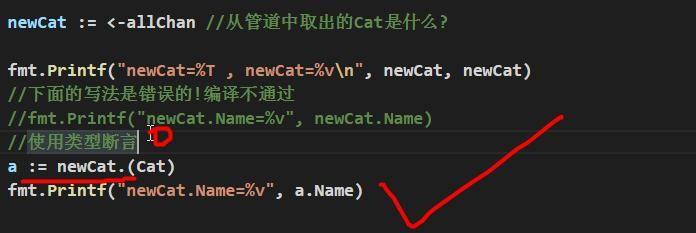 newCat := <-allChan //从管道中取出的Cat是什么?
fmt.Printf("newCat=%T , newCat=%v\n", newCat, newCat)
//下面的写法是错误的!编译不通过
//fmt.Printf("newCat.Name=%v", newCat.Name)
//使用类型断言
a := newCat.(Cat)
fmt.Printf("newCat.Name=%v", a.Name)